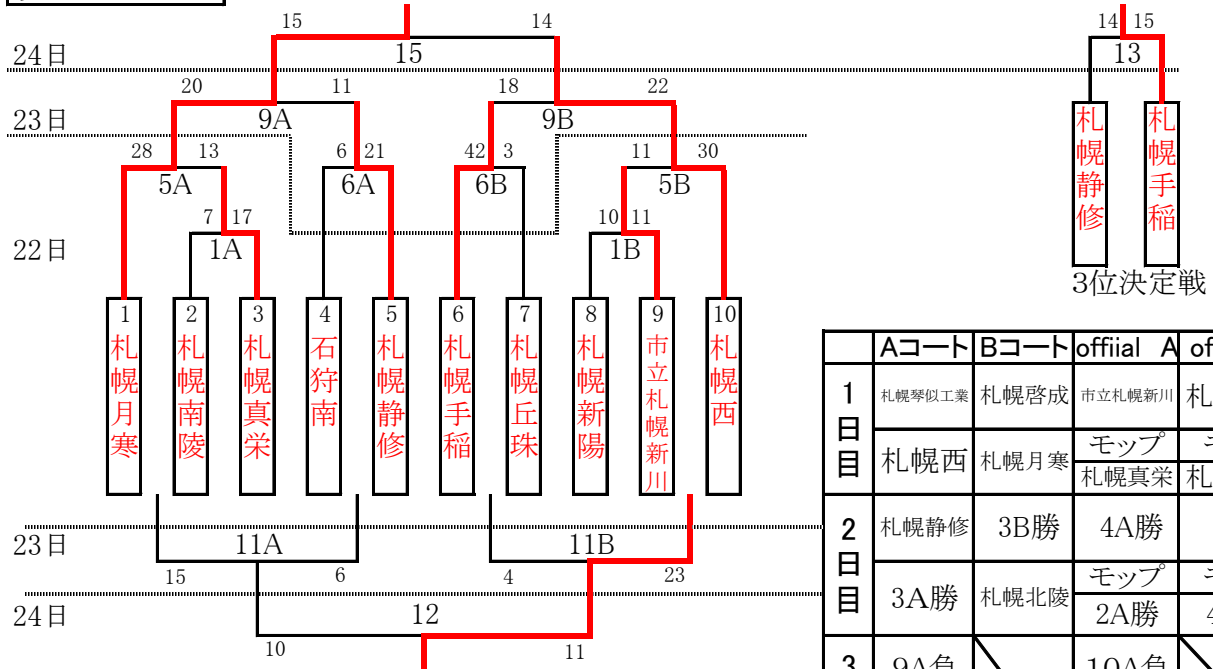 15 14
14 15
24日
15
13
20 11 18 22
23日
9A 9B
28 13 6 21 42 3 11 30
5A 6A 6B 5B
7 17 10 11
22日
1A 1B
札幌静修
札幌手稲
3位決定戦
1 札幌月寒
2 札幌南陵
3 札幌真栄
4 石狩南
5 札幌静修
6 札幌手稲
7 札幌丘珠
8 札幌新陽
9 市立札幌新川
10 札幌西
23日
11A 11B
15 6 4 23
24日
12
10 11
Aコート Bコート offiial A of
1日目 札幌琴似工業 札幌啓成 市立札幌新川 札
札幌西 札幌月寒 モップ
札幌真栄 札
2日目 札幌静修 3B勝 4A勝
3A勝 札幌北陵 モップ
2A勝 4
3 9A負 10A負